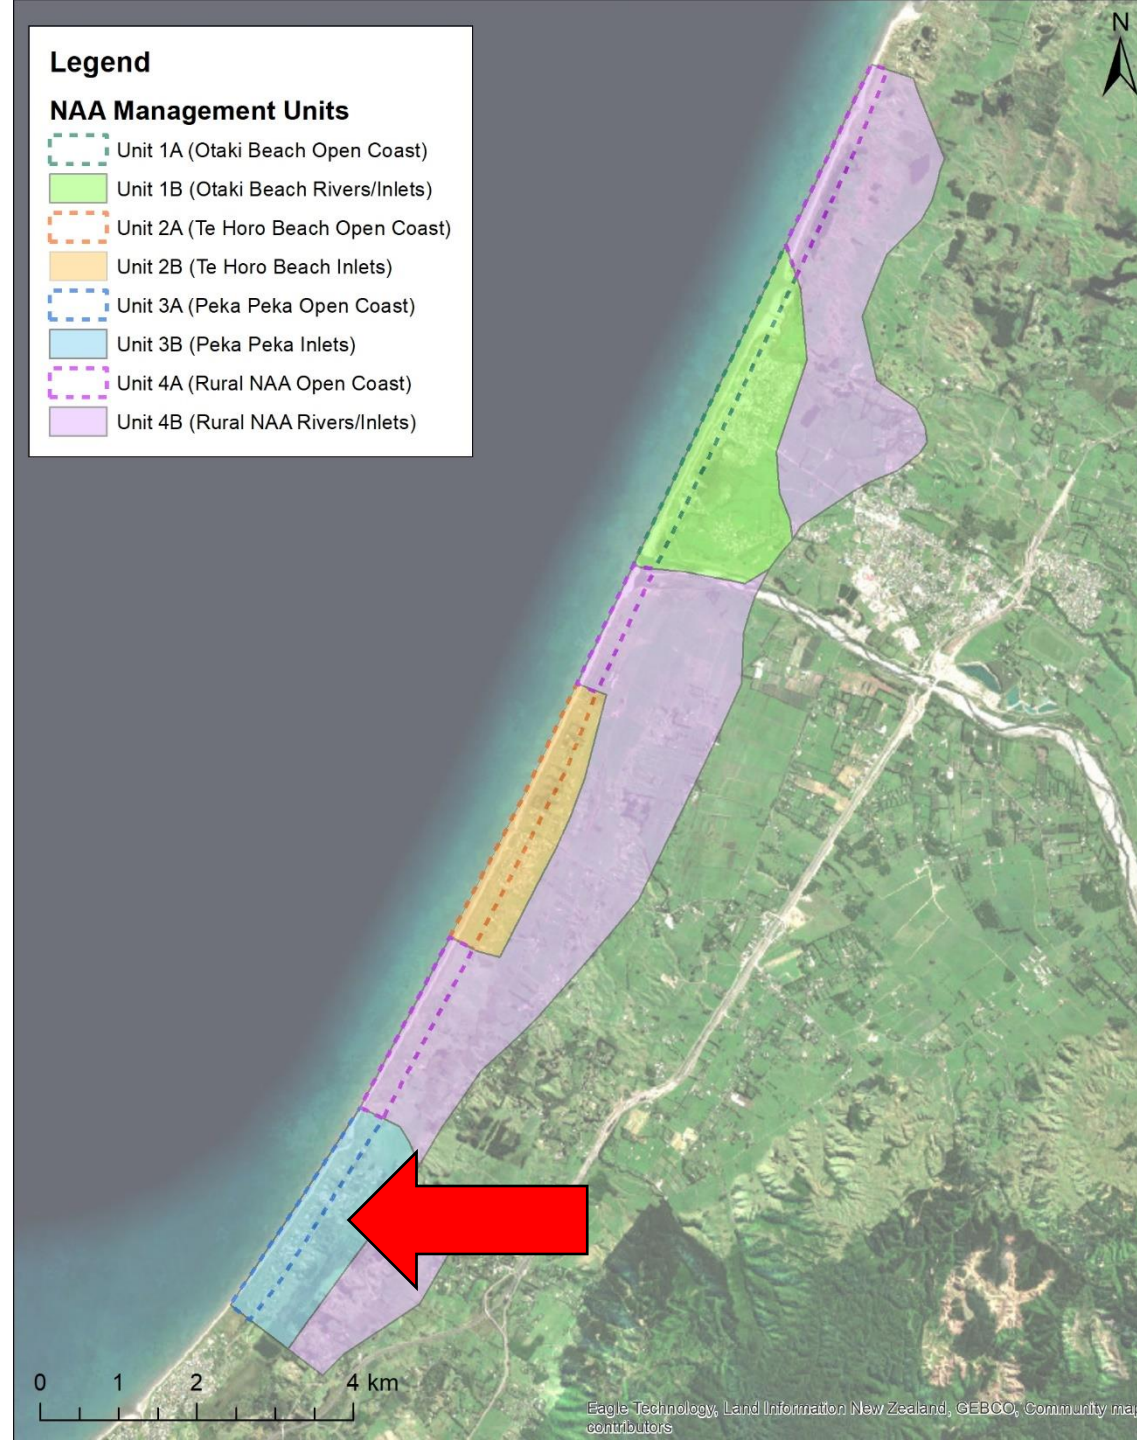 N
Legend
NAA Management Units
Unit 1A (Otaki Beach Open Coast)
Unit 1B (Otaki Beach Rivers/Inlets)
Unit 2A (Te Horo Beach Open Coast)
Unit 2B (Te Horo Beach Inlets)
Unit 3A (Peka Peka Open Coast)
Unit 3B (Peka Peka Inlets)
Unit 4A (Rural NAA Open Coast)
Unit 4B (Rural NAA Rivers/Inlets)
0 1 2 4 km
Eagle Technology, Land Information New Zealand, GEBCO, Community map
contributors